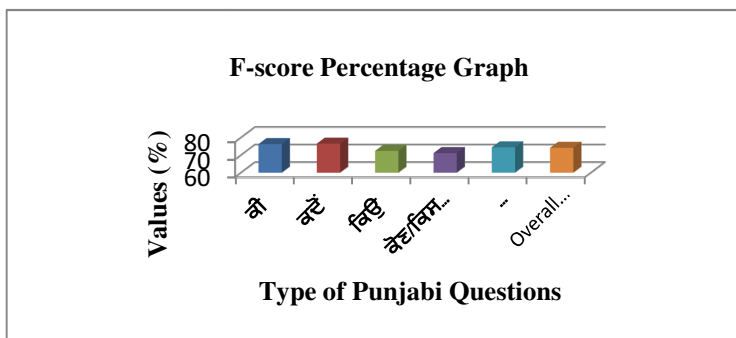 F-score Percentage Graph
Values (%)
80
70
60
ਕੀ
ਕਦੋਂ
ਕਿਉਂ
ਕੌਣ/ਕਿਸ...
...
Overall...
Type of Punjabi Questions